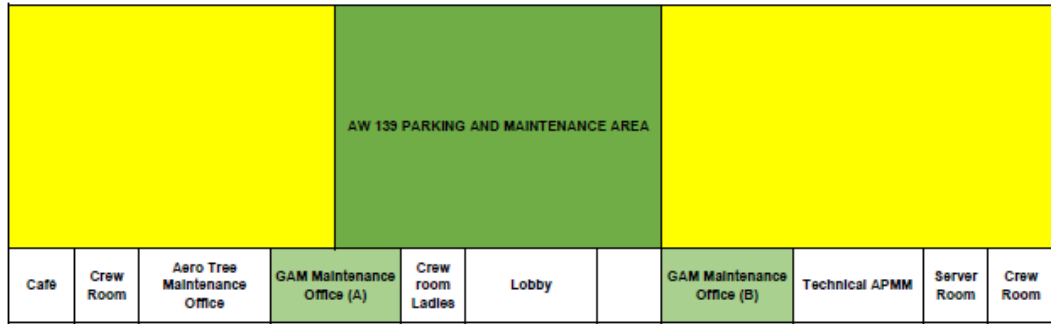 AW 139 PARKING AND MAINTENANCE AREA
Café
Crew
Room
Aero Tree
Maintenance
Office
GAM Maintenance
Office (A)
Crew
room
Ladies
Lobby
GAM Maintenance
Office (B)
Technical APMM
Server
Room
Crew
Room